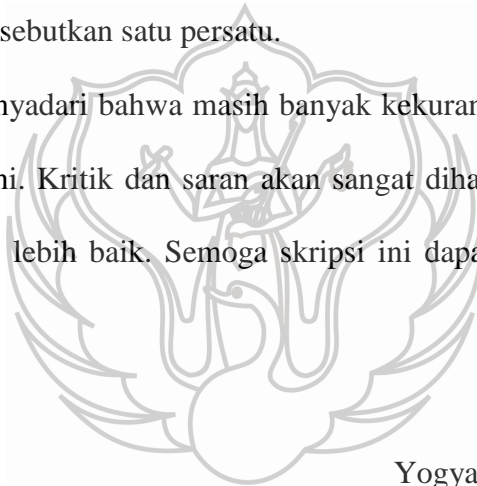 sebutkan satu persatu.
nyadari bahwa masih banyak kekuran
ni. Kritik dan saran akan sangat diha
lebih baik. Semoga skripsi ini dapa
Yogya